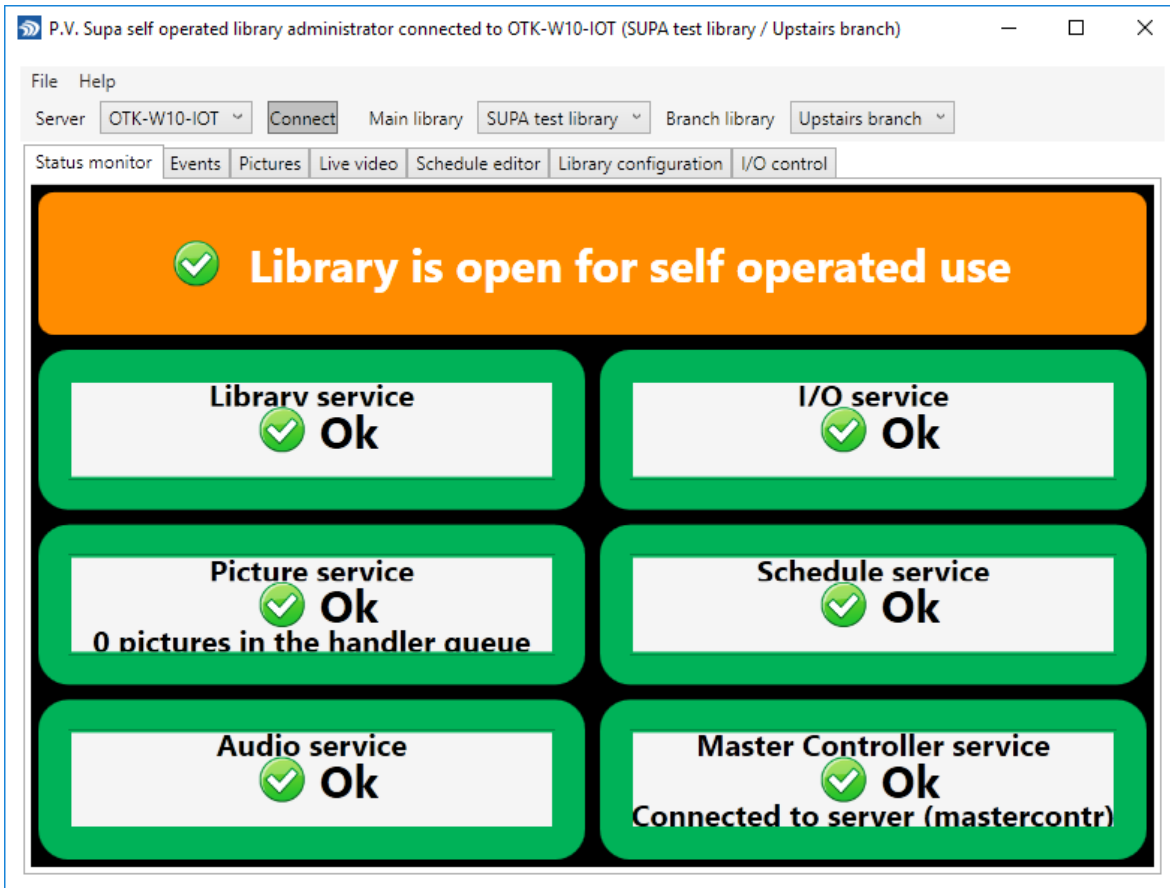 P.V. Supa self operated library administrator connected to OTK-W10-IOT (SUPA test library / Upstairs branch)
File Help
Server OTK-W10-IOT Connect Main library SUPA test library Branch library Upstairs branch
Status monitor Events Pictures Live video Schedule editor Library configuration I/O control
Library is open for self operated use
Library service
Ok
I/O service
Ok
Picture service
Ok
0 pictures in the handler queue
Schedule service
Ok
Audio service
Ok
Master Controller service
Ok
Connected to server (mastercontr)